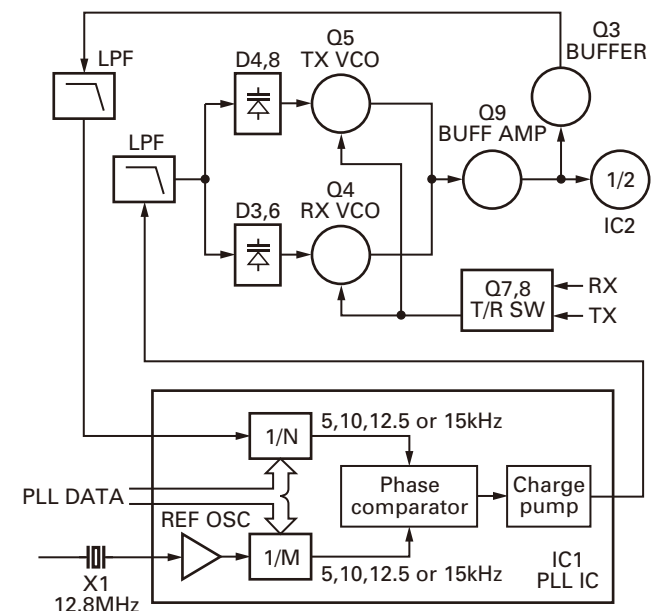 Q3
BUFFER
Q5
TX VCO
LPF
D4,8
Q9
BUFF AMP
LPF
1/2
IC2
Q4
RX VCO
D3,6
Q7,8
T/R SW
RX
TX
5,10,12.5 or 15kHz
1/N
PLL DATA
Phase
comparator
Charge
pump
REF OSC
1/M
5,10,12.5 or 15kHz
IC1
PLL IC
X1
12.8MHz